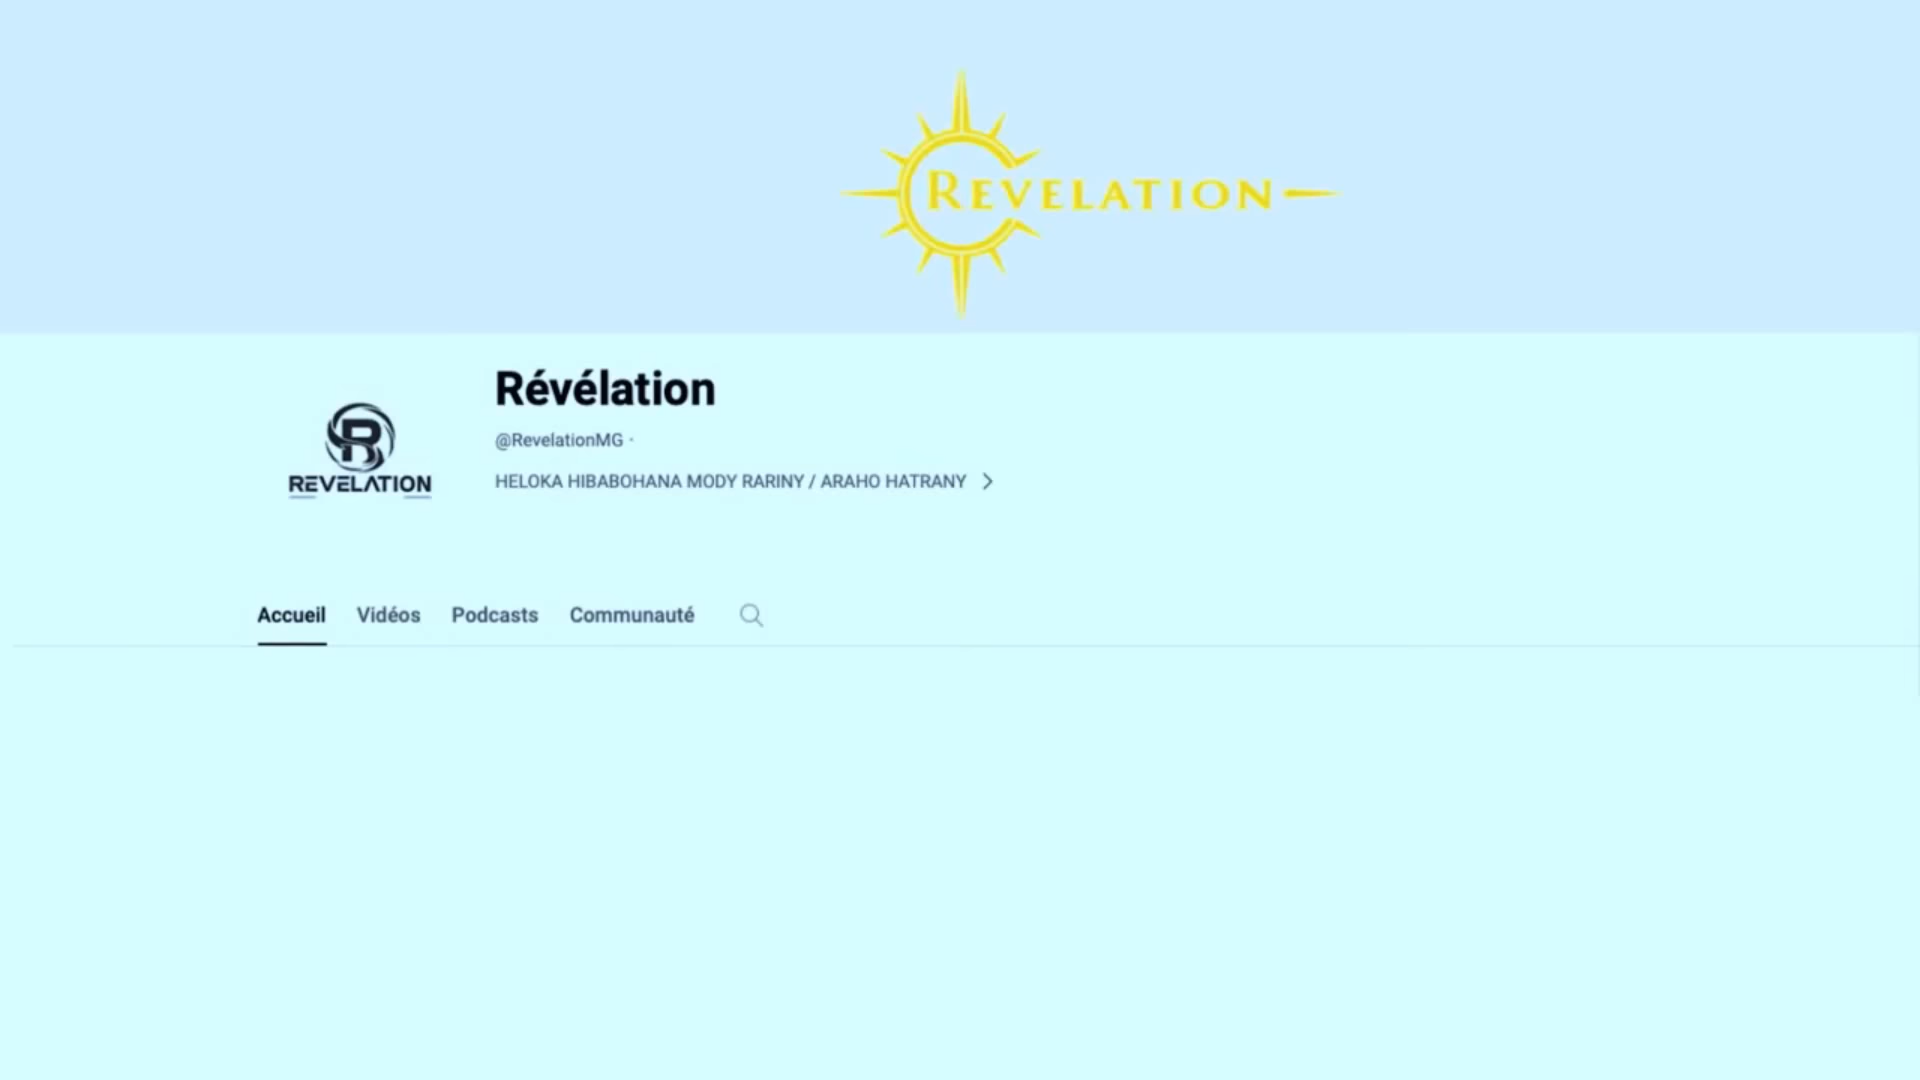 REVELATION
Révélation
@RevelationMG ·
HELOKA HIBABOHANA MODY RARINY / ARAHO HATRANY
REVELATION
Accueil Vidéos Podcasts Communauté